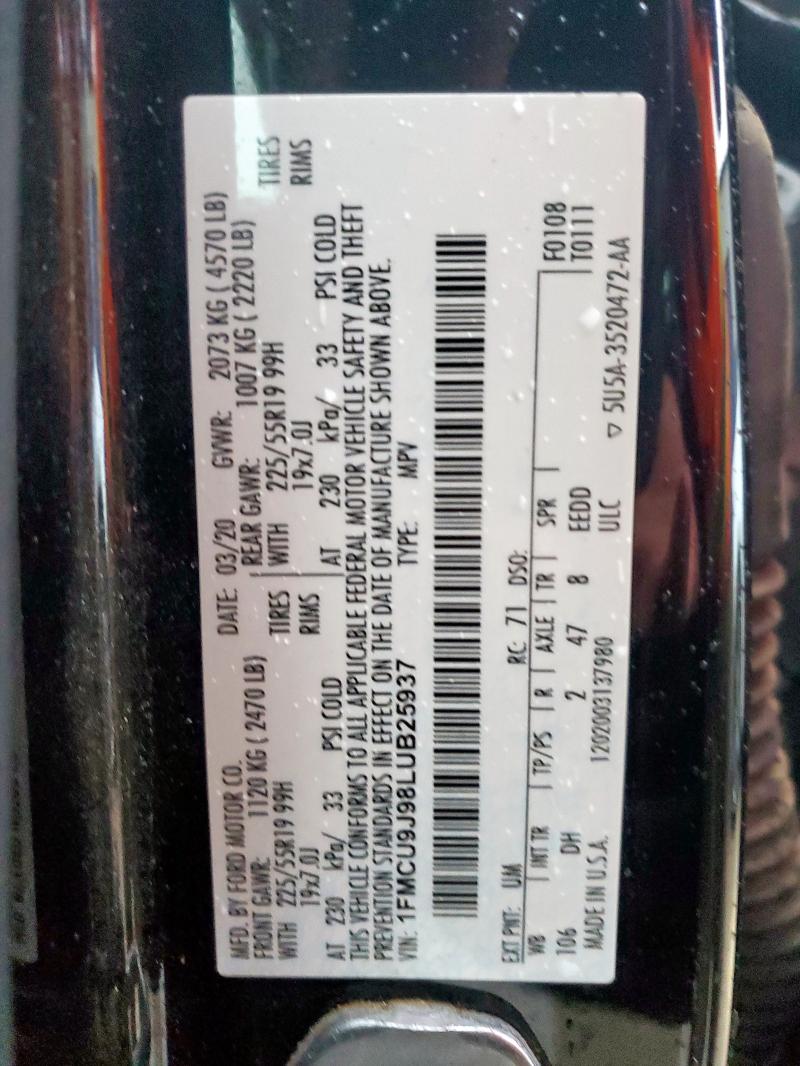 MFD. BY FORD MOTOR CO. DATE: 03/20 GVWR: 2073 KG ( 4570 LB)
FRONT GAWR: 1120 KG ( 2470 LB) REAR GAWR: 1007 KG ( 2220 LB)
WITH 225/55R19 99H TIRES WITH 225/55R19 99H TIRES
19x7.0J RIMS 19x7.0J RIMS
AT 230 kPa/ 33 PSI COLD AT 230 kPa/ 33 PSI COLD
THIS VEHICLE CONFORMS TO ALL APPLICABLE FEDERAL MOTOR VEHICLE SAFETY AND THEFT
PREVENTION STANDARDS IN EFFECT ON THE DATE OF MANUFACTURE SHOWN ABOVE.
VIN: 1FMCU9J98LUB25937 TYPE: MPV
EXT PNT: UM RC: 71 DSO:
WB INT TR TP/PS R AXLE TR SPR F0108
106 DH 2 47 8 EEDD T0111
MADE IN U.S.A. 1202003137980 ULC ▽ 5U5A-3520472-AA